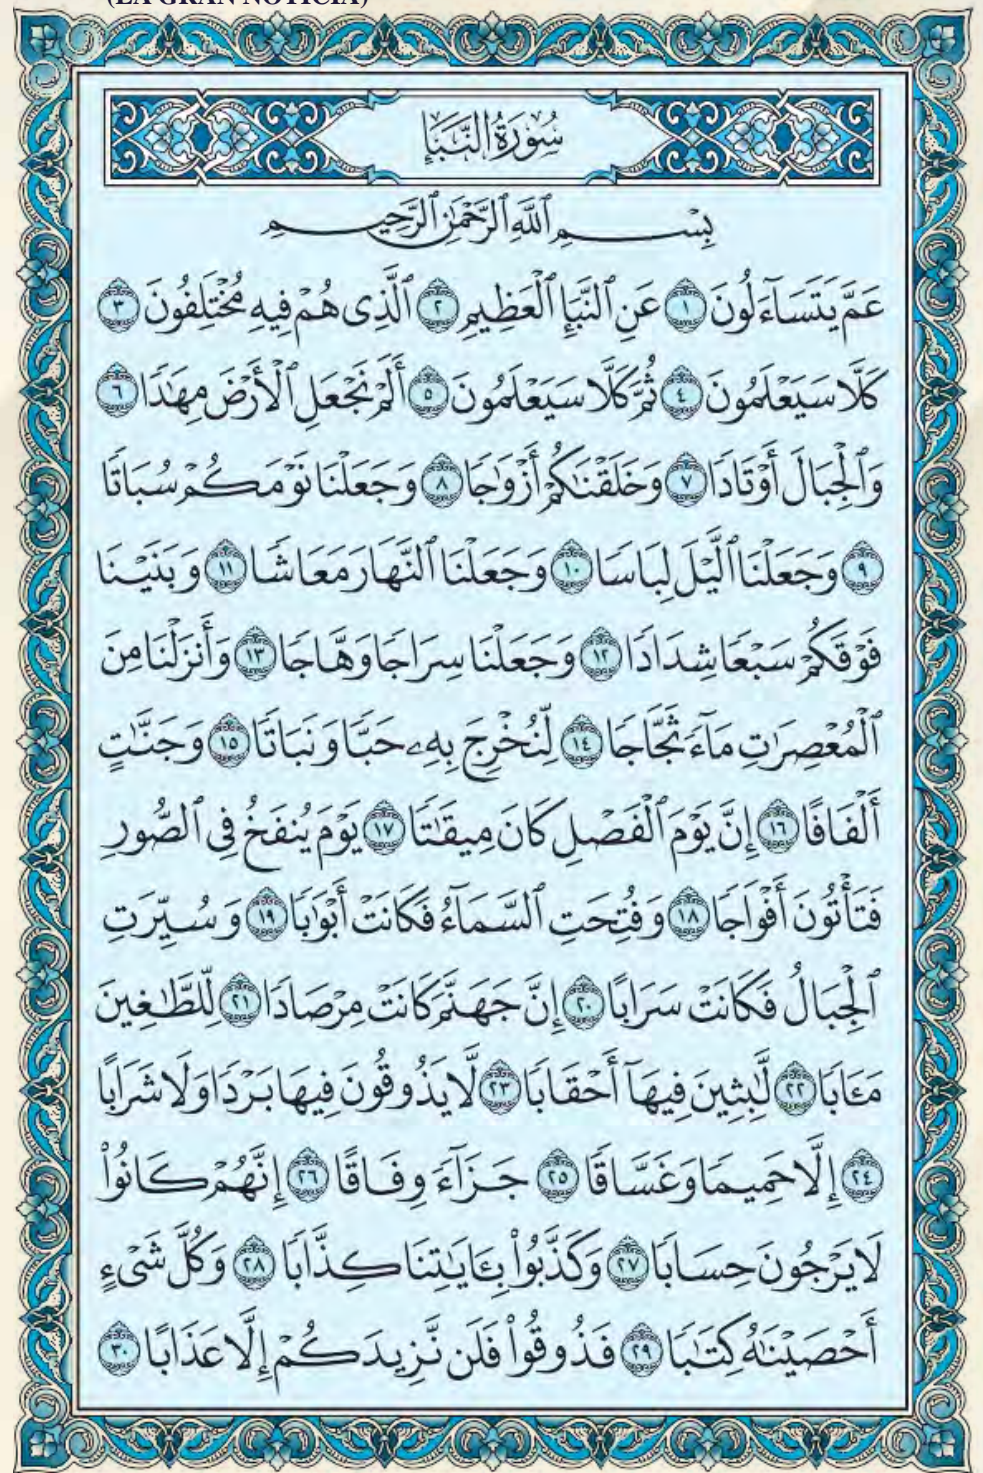 (LA GRAN NOTICIA)
سُورَةُ النَّبَإِ
بِسْمِ ٱللَّهِ ٱلرَّحْمَٰنِ ٱلرَّحِيمِ
عَمَّ يَتَسَآءَلُونَ ١ عَنِ ٱلنَّبَإِ ٱلْعَظِيمِ ٢ ٱلَّذِى هُمْ فِيهِ مُخْتَلِفُونَ ٣
كَلَّا سَيَعْلَمُونَ ٤ ثُمَّ كَلَّا سَيَعْلَمُونَ ٥ أَلَمْ نَجْعَلِ ٱلْأَرْضَ مِهَٰدًا ٦
وَٱلْجِبَالَ أَوْتَادًا ٧ وَخَلَقْنَٰكُمْ أَزْوَٰجًا ٨ وَجَعَلْنَا نَوْمَكُمْ سُبَاتًا
٩ وَجَعَلْنَا ٱلَّيْلَ لِبَاسًا ١٠ وَجَعَلْنَا ٱلنَّهَارَ مَعَاشًا ١١ وَبَنَيْنَا
فَوْقَكُمْ سَبْعًا شِدَادًا ١٢ وَجَعَلْنَا سِرَاجًا وَهَّاجًا ١٣ وَأَنزَلْنَا مِنَ
ٱلْمُعْصِرَٰتِ مَآءً ثَجَّاجًا ١٤ لِّنُخْرِجَ بِهِۦ حَبًّا وَنَبَاتًا ١٥ وَجَنَّٰتٍ
أَلْفَافًا ١٦ إِنَّ يَوْمَ ٱلْفَصْلِ كَانَ مِيقَٰتًا ١٧ يَوْمَ يُنفَخُ فِى ٱلصُّورِ
فَتَأْتُونَ أَفْوَاجًا ١٨ وَفُتِحَتِ ٱلسَّمَآءُ فَكَانَتْ أَبْوَٰبًا ١٩ وَسُيِّرَتِ
ٱلْجِبَالُ فَكَانَتْ سَرَابًا ٢٠ إِنَّ جَهَنَّمَ كَانَتْ مِرْصَادًا ٢١ لِّلطَّٰغِينَ
مَـَٔابًا ٢٢ لَّٰبِثِينَ فِيهَآ أَحْقَابًا ٢٣ لَّا يَذُوقُونَ فِيهَا بَرْدًا وَلَا شَرَابًا
٢٤ إِلَّا حَمِيمًا وَغَسَّاقًا ٢٥ جَزَآءً وِفَاقًا ٢٦ إِنَّهُمْ كَانُوا۟
لَا يَرْجُونَ حِسَابًا ٢٧ وَكَذَّبُوا۟ بِـَٔايَٰتِنَا كِذَّابًا ٢٨ وَكُلَّ شَىْءٍ
أَحْصَيْنَٰهُ كِتَٰبًا ٢٩ فَذُوقُوا۟ فَلَن نَّزِيدَكُمْ إِلَّا عَذَابًا ٣٠